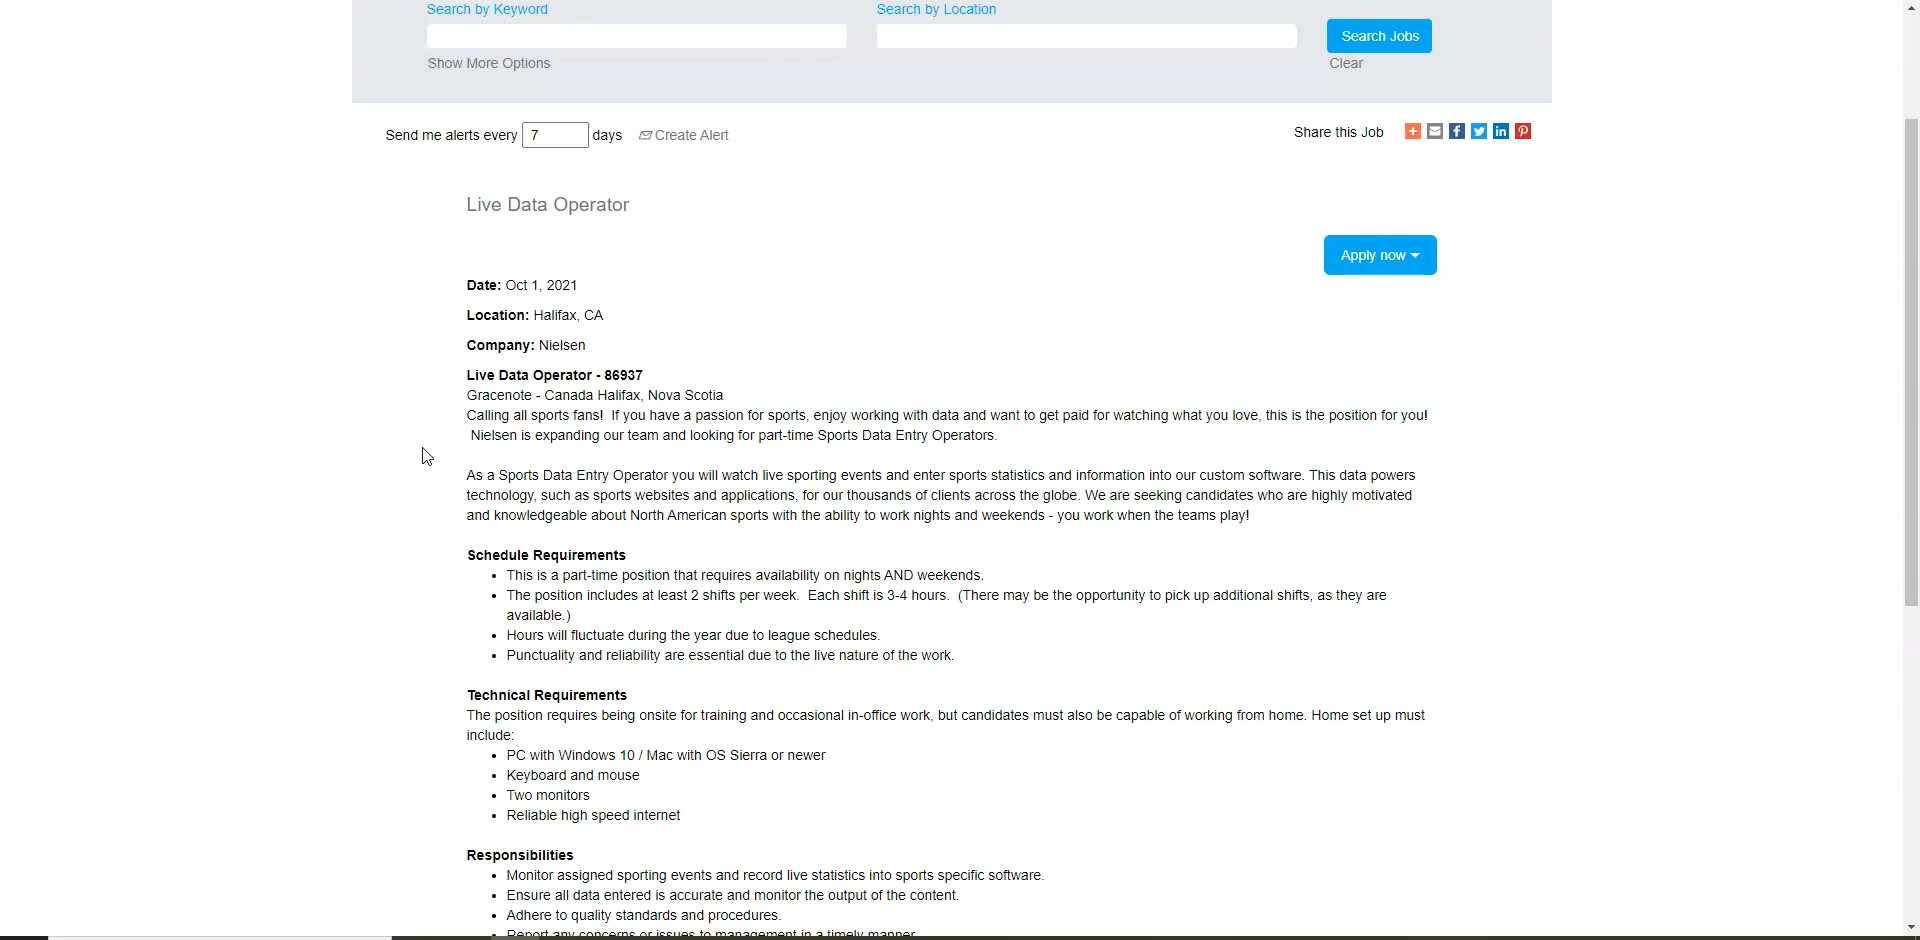 Search by Keyword
Search by Location
Search Jobs
Show More Options
Clear
Send me alerts every 7 days Create Alert
Share this Job
Live Data Operator
Apply now
Date: Oct 1, 2021
Location: Halifax, CA
Company: Nielsen
Live Data Operator - 86937
Gracenote - Canada Halifax, Nova Scotia
Calling all sports fans! If you have a passion for sports, enjoy working with data and want to get paid for watching what you love, this is the position for you!
Nielsen is expanding our team and looking for part-time Sports Data Entry Operators.
As a Sports Data Entry Operator you will watch live sporting events and enter sports statistics and information into our custom software. This data powers
technology, such as sports websites and applications, for our thousands of clients across the globe. We are seeking candidates who are highly motivated
and knowledgeable about North American sports with the ability to work nights and weekends - you work when the teams play!
Schedule Requirements
• This is a part-time position that requires availability on nights AND weekends.
• The position includes at least 2 shifts per week. Each shift is 3-4 hours. (There may be the opportunity to pick up additional shifts, as they are
available.)
• Hours will fluctuate during the year due to league schedules.
• Punctuality and reliability are essential due to the live nature of the work.
Technical Requirements
The position requires being onsite for training and occasional in-office work, but candidates must also be capable of working from home. Home set up must
include:
• PC with Windows 10 / Mac with OS Sierra or newer
• Keyboard and mouse
• Two monitors
• Reliable high speed internet
Responsibilities
• Monitor assigned sporting events and record live statistics into sports specific software.
• Ensure all data entered is accurate and monitor the output of the content.
• Adhere to quality standards and procedures.
• Report any concerns or issues to management in a timely manner